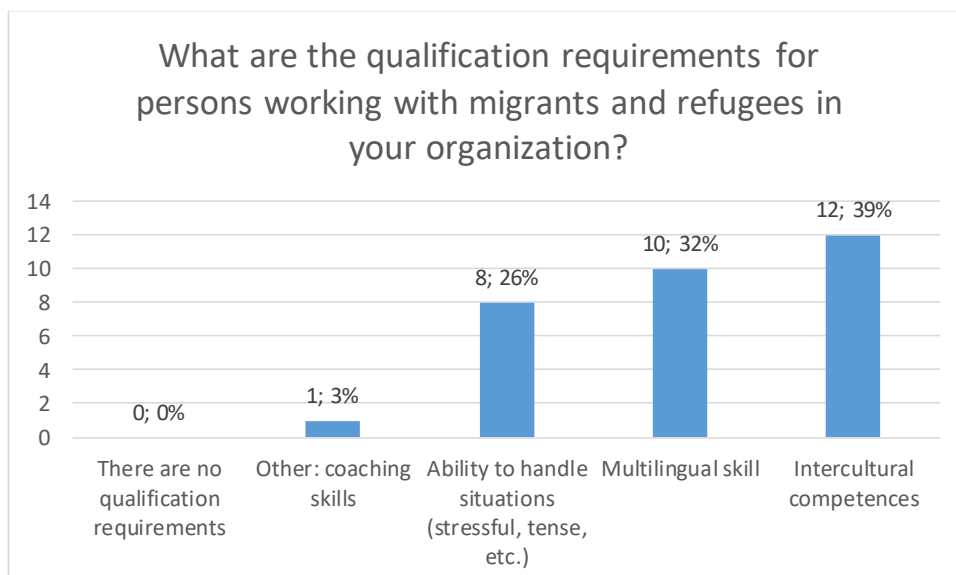 What are the qualification requirements for
persons working with migrants and refugees in
your organization?
14
12
10
8
6
4
2
0
0; 0%
1; 3%
8; 26%
10; 32%
12; 39%
There are no
qualification
requirements
Other: coaching
skills
Ability to handle
situations
(stressful, tense,
etc.)
Multilingual skill
Intercultural
competences